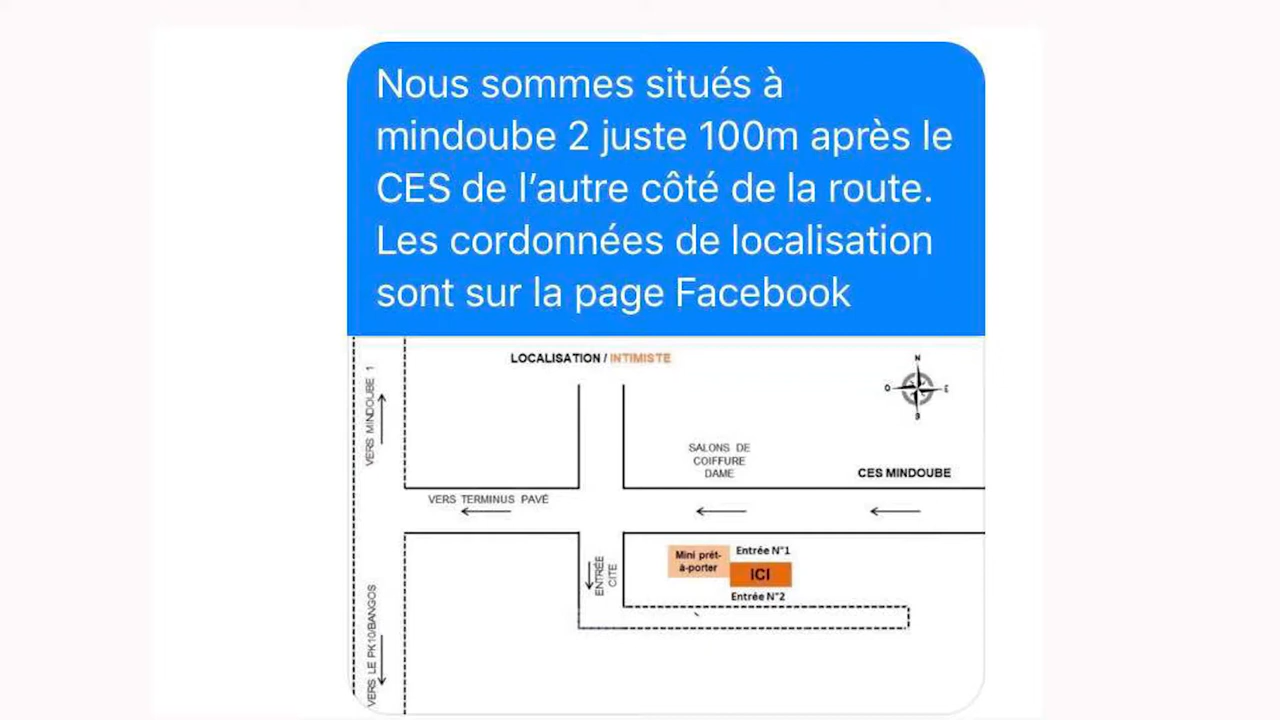 Nous sommes situés à
mindoube 2 juste 100m après le
CES de l’autre côté de la route.
Les cordonnées de localisation
sont sur la page Facebook
LOCALISATION / INTIMISTE
N
O
E
S
VERS MINDOUBE 1
SALONS DE
COIFFURE
DAME
CES MINDOUBE
VERS TERMINUS PAVÉ
ENTRÉE
CITE
Mini prêt-
à-porter
Entrée N°1
ICI
Entrée N°2
VERS LE PK10/BANGOS